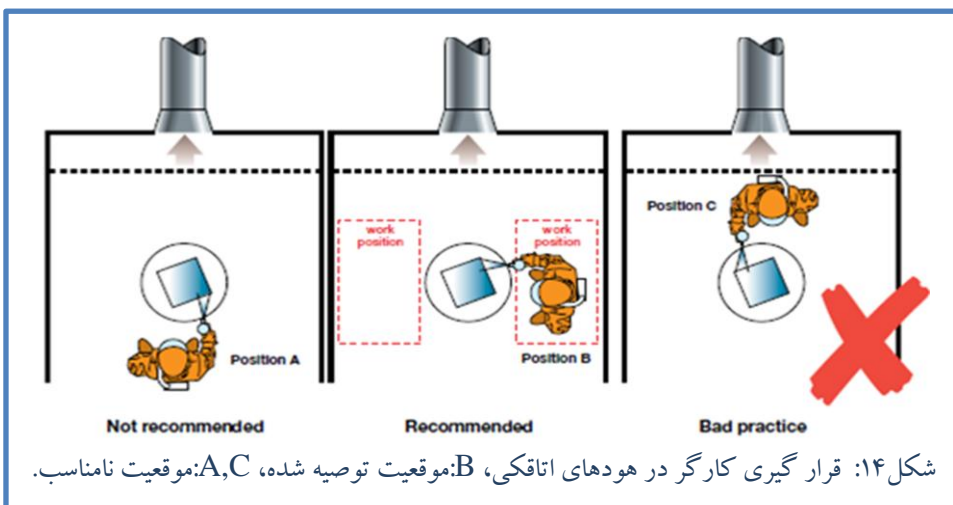 Position C
work
position
work
position
Position A
Position B
Not recommended
Recommended
Bad practice
شکل۱۴: قرار گیری کارگر در هودهای اتاقکی، B:موقعیت توصیه شده، A,C:موقعیت نامناسب.